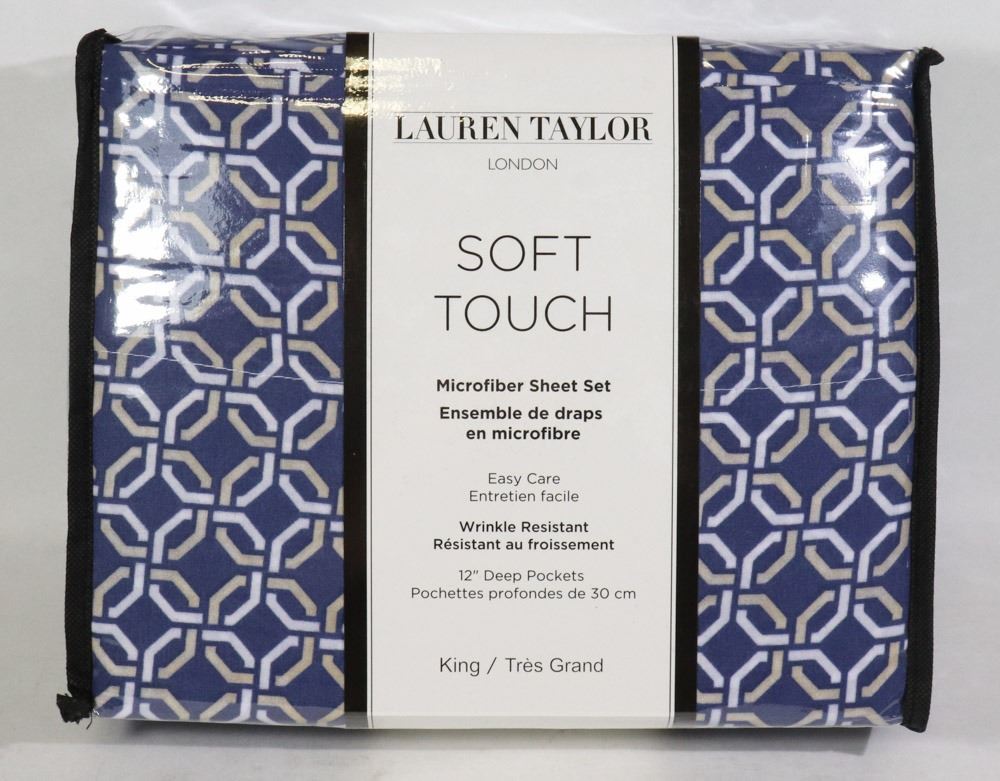 LAUREN TAYLOR
LONDON
SOFT
TOUCH
Microfiber Sheet Set
Ensemble de draps
en microfibre
Easy Care
Entretien facile
Wrinkle Resistant
Résistant au froissement
12" Deep Pockets
Pochettes profondes de 30 cm
King / Très Grand